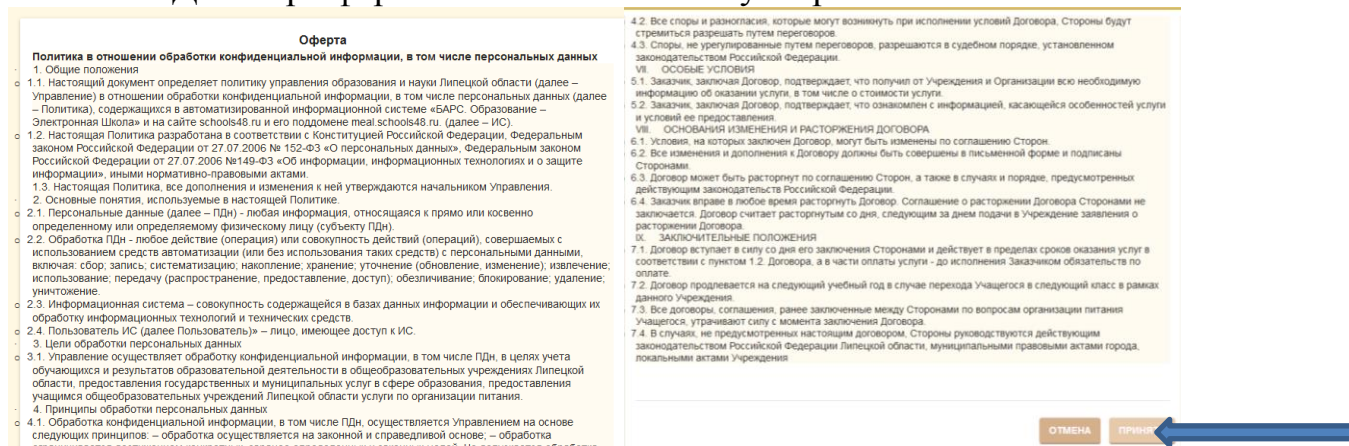 Оферта
Политика в отношении обработки конфиденциальной информации, в том числе персональных данных
1. Общие положения
1.1. Настоящий документ определяет политику управления образования и науки Липецкой области (далее –
Управление) в отношении обработки конфиденциальной информации, в том числе персональных данных (далее
– Политика), содержащихся в автоматизированной информационной системе «БАРС. Образование –
Электронная Школа» и на сайте schools48.ru и его поддомене meal.schools48.ru. (далее – ИС).
1.2. Настоящая Политика разработана в соответствии с Конституцией Российской Федерации, Федеральным
законом Российской Федерации от 27.07.2006 № 152-ФЗ «О персональных данных», Федеральным законом
Российской Федерации от 27.07.2006 №149-ФЗ «Об информации, информационных технологиях и о защите
информации», иными нормативно-правовыми актами.
1.3. Настоящая Политика, все дополнения и изменения к ней утверждаются начальником Управления.
2. Основные понятия, используемые в настоящей Политике.
2.1. Персональные данные (далее – ПДн) - любая информация, относящаяся к прямо или косвенно
определенному или определяемому физическому лицу (субъекту ПДн).
2.2. Обработка ПДн - любое действие (операция) или совокупность действий (операций), совершаемых с
использованием средств автоматизации (или без использования таких средств) с персональными данными,
включая: сбор; запись; систематизацию; накопление; хранение; уточнение (обновление, изменение); извлечение;
использование; передачу (распространение, предоставление, доступ); обезличивание; блокирование; удаление;
уничтожение.
2.3. Информационная система – совокупность содержащейся в базах данных информации и обеспечивающих их
обработку информационных технологий и технических средств.
2.4. Пользователь ИС (далее Пользователь)» – лицо, имеющее доступ к ИС.
3. Цели обработки персональных данных
3.1. Управление осуществляет обработку конфиденциальной информации, в том числе ПДн, в целях учета
обучающихся и результатов образовательной деятельности в общеобразовательных учреждениях Липецкой
области, предоставления государственных и муниципальных услуг в сфере образования, предоставления
учащимся общеобразовательных учреждений Липецкой области услуги по организации питания.
4. Принципы обработки персональных данных
4.1. Обработка конфиденциальной информации, в том числе ПДн, осуществляется Управлением на основе
следующих принципов: – обработка осуществляется на законной и справедливой основе; – обработка
4.2. Все споры и разногласия, которые могут возникнуть при исполнении условий Договора, Стороны будут
стремиться разрешать путем переговоров.
4.3. Споры, не урегулированные путем переговоров, разрешаются в судебном порядке, установленном
законодательством Российской Федерации.
VII. ОСОБЫЕ УСЛОВИЯ
5.1. Заказчик, заключая Договор, подтверждает, что получил от Учреждения и Организации всю необходимую
информацию об оказании услуги, в том числе о стоимости услуги.
5.2. Заказчик, заключая Договор, подтверждает, что ознакомлен с информацией, касающейся особенностей услуги
и условий ее предоставления.
VIII. ОСНОВАНИЯ ИЗМЕНЕНИЯ И РАСТОРЖЕНИЯ ДОГОВОРА
6.1. Условия, на которых заключен Договор, могут быть изменены по соглашению Сторон.
6.2. Все изменения и дополнения к Договору должны быть совершены в письменной форме и подписаны
Сторонами.
6.3. Договор может быть расторгнут по соглашению Сторон, а также в случаях и порядке, предусмотренных
действующим законодательств Российской Федерации.
6.4. Заказчик вправе в любое время расторгнуть Договор. Соглашение о расторжении Договора Сторонами не
заключается. Договор считает расторгнутым со дня, следующим за днем подачи в Учреждение заявления о
расторжении Договора.
IX. ЗАКЛЮЧИТЕЛЬНЫЕ ПОЛОЖЕНИЯ
7.1. Договор вступает в силу со дня его заключения Сторонами и действует в пределах сроков оказания услуг в
соответствии с пунктом 1.2. Договора, а в части оплаты услуги - до исполнения Заказчиком обязательств по
оплате.
7.2. Договор продлевается на следующий учебный год в случае перехода Учащегося в следующий класс в рамках
данного Учреждения.
7.3. Все договоры, соглашения, ранее заключенные между Сторонами по вопросам организации питания
Учащегося, утрачивают силу с момента заключения Договора.
7.4. В случаях, не предусмотренных настоящим договором, Стороны руководствуются действующим
законодательством Российской Федерации Липецкой области, муниципальными правовыми актами города,
локальными актами Учреждения
ОТМЕНА